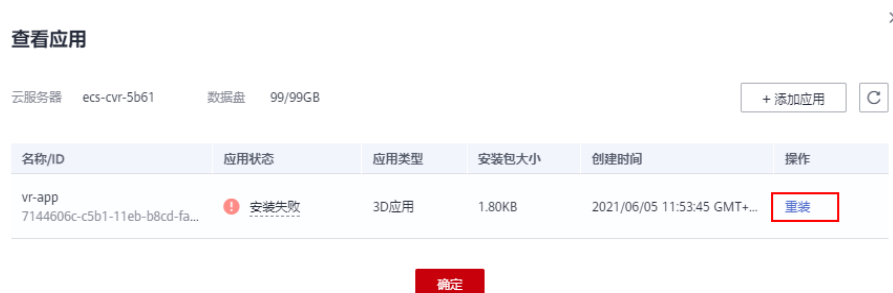 查看应用
云服务器 ecs-cvr-5b61 数据盘 99/99GB + 添加应用
名称/ID 应用状态 应用类型 安装包大小 创建时间 操作
vr-app
7144606c-c5b1-11eb-b8cd-fa... 安装失败 3D应用 1.80KB 2021/06/05 11:53:45 GMT+... 重装
确定